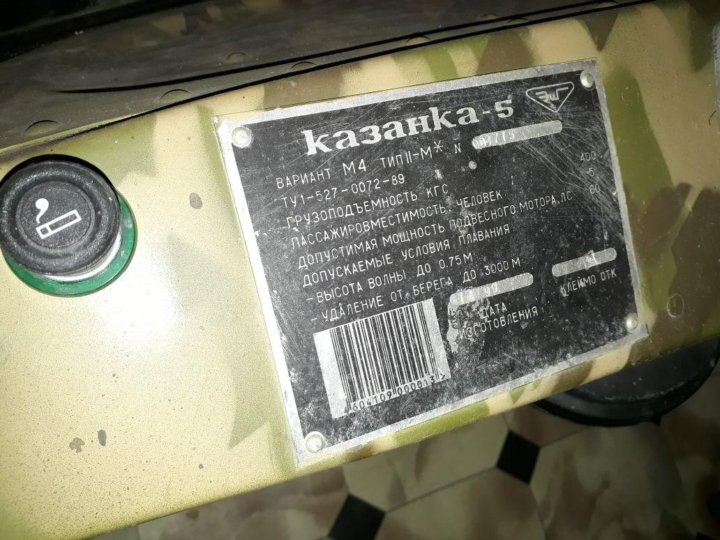 казанка-5
ВАРИАНТ М4 ТИП II-М* N
ТУ1-527-0072-89
ГРУЗОПОДЪЕМНОСТЬ КГС 400
ПАССАЖИРОВМЕСТИМОСТЬ, ЧЕЛОВЕК 5
ДОПУСТИМАЯ МОЩНОСТЬ ПОДВЕСНОГО МОТОРА, ЛС 60
ДОПУСКАЕМЫЕ УСЛОВИЯ ПЛАВАНИЯ
-ВЫСОТА ВОЛНЫ ДО 0.75М
-УДАЛЕНИЕ ОТ БЕРЕГА ДО 3000 М
ДАТА
ИЗГОТОВЛЕНИЯ
КЛЕЙМО ОТК
4604109000013>